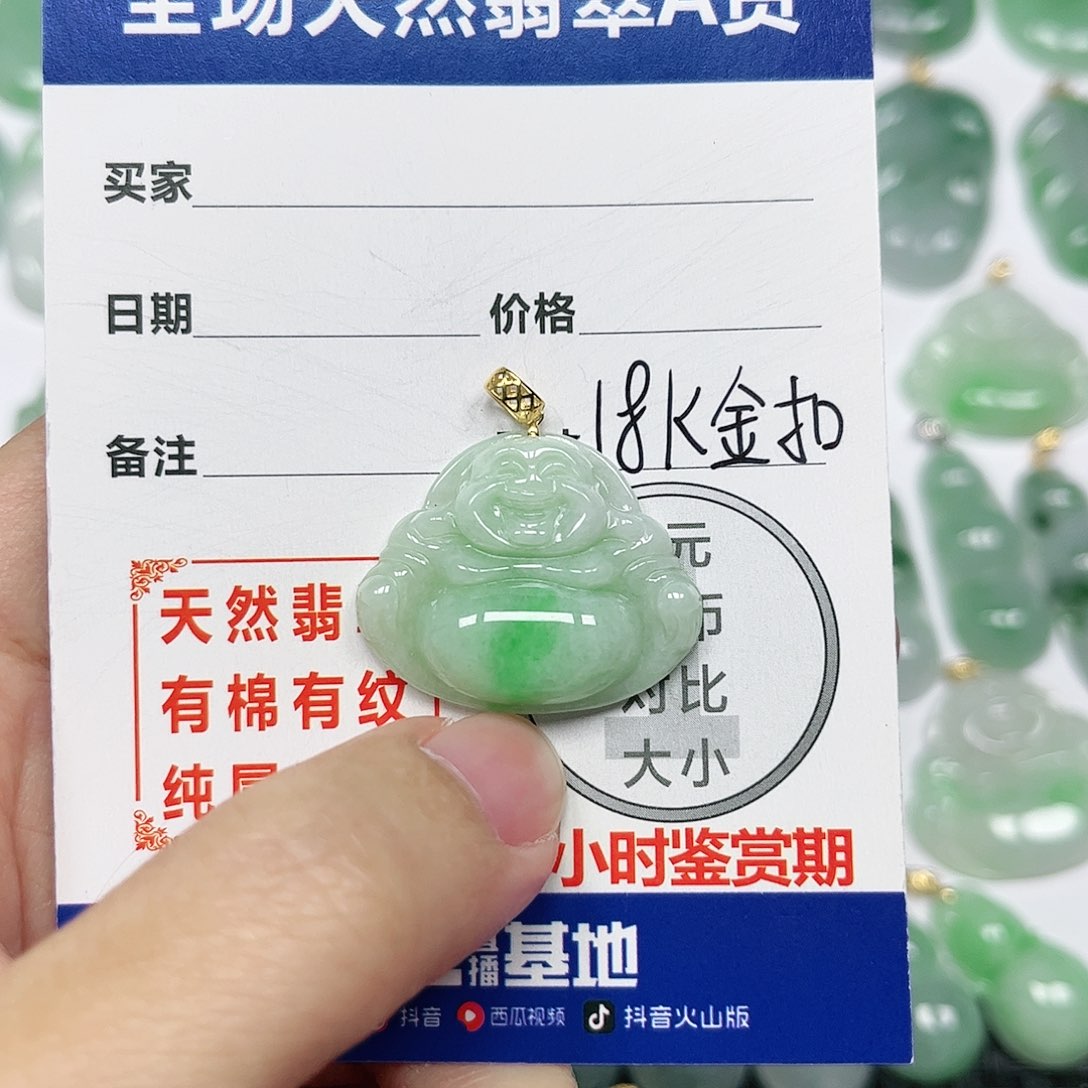 全场天然翡翠A货
买家
日期 价格
备注 18K金扣
元
币
对比
大小
天然翡
有棉有纹
纯
小时鉴赏期
播基地
抖音 西瓜视频 抖音火山版